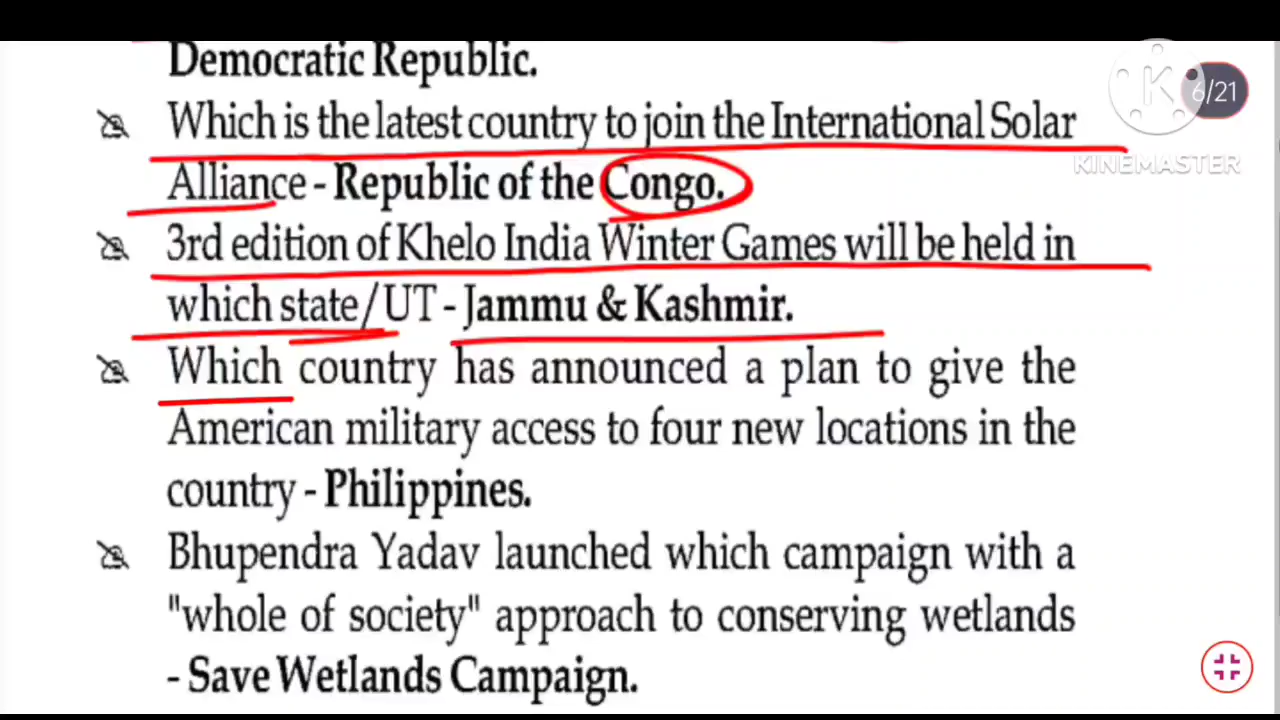 Democratic Republic.
Which is the latest country to join the International Solar
Alliance - Republic of the Congo.
3rd edition of Khelo India Winter Games will be held in
which state/UT - Jammu & Kashmir.
Which country has announced a plan to give the
American military access to four new locations in the
country - Philippines.
Bhupendra Yadav launched which campaign with a
"whole of society" approach to conserving wetlands
- Save Wetlands Campaign.
6/21
K
KINEMASTER